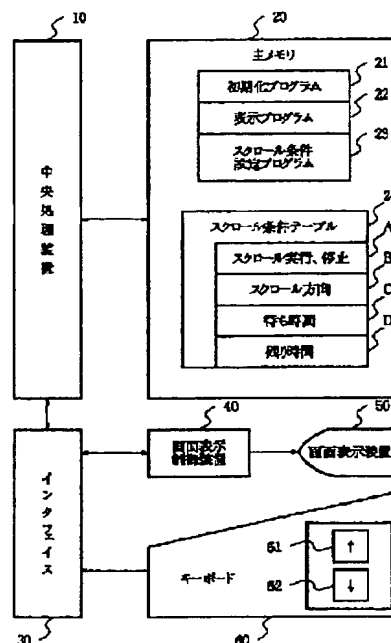 10
20
主メモリ
21
初期化プログラム
22
表示プログラム
23
スクロール条件
設定プログラム
中央処理装置
2
スクロール条件テーブル
A
スクロール実行、停止
B
スクロール方向
C
待ち時間
D
残り時間
40
50
画面表示
制御装置
画面表示装置
インタフェイス
キーボード
61
↑
62
↓
30
60